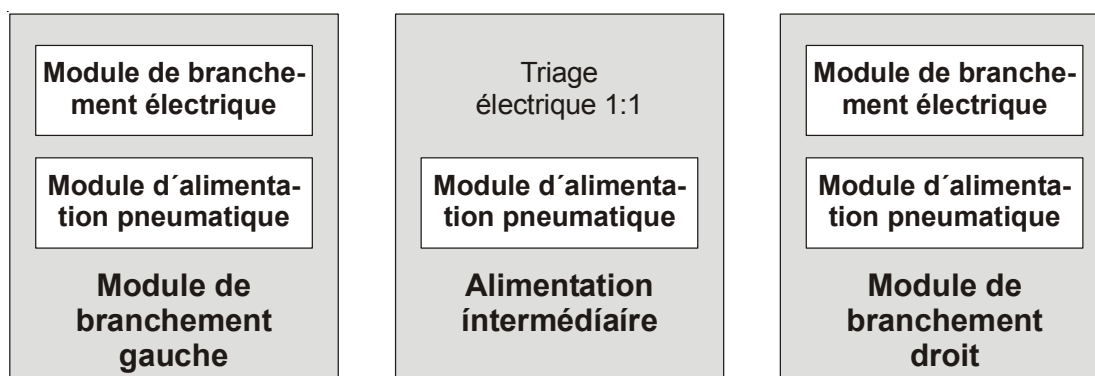 Module de branche-
ment électrique
Module d´alimenta-
tion pneumatique
Module de
branchement
gauche
Triage
électrique 1:1
Module d´alimenta-
tion pneumatique
Alimentation
íntermédíaíre
Module de branche-
ment électrique
Module d´alimenta-
tion pneumatique
Module de
branchement
droit